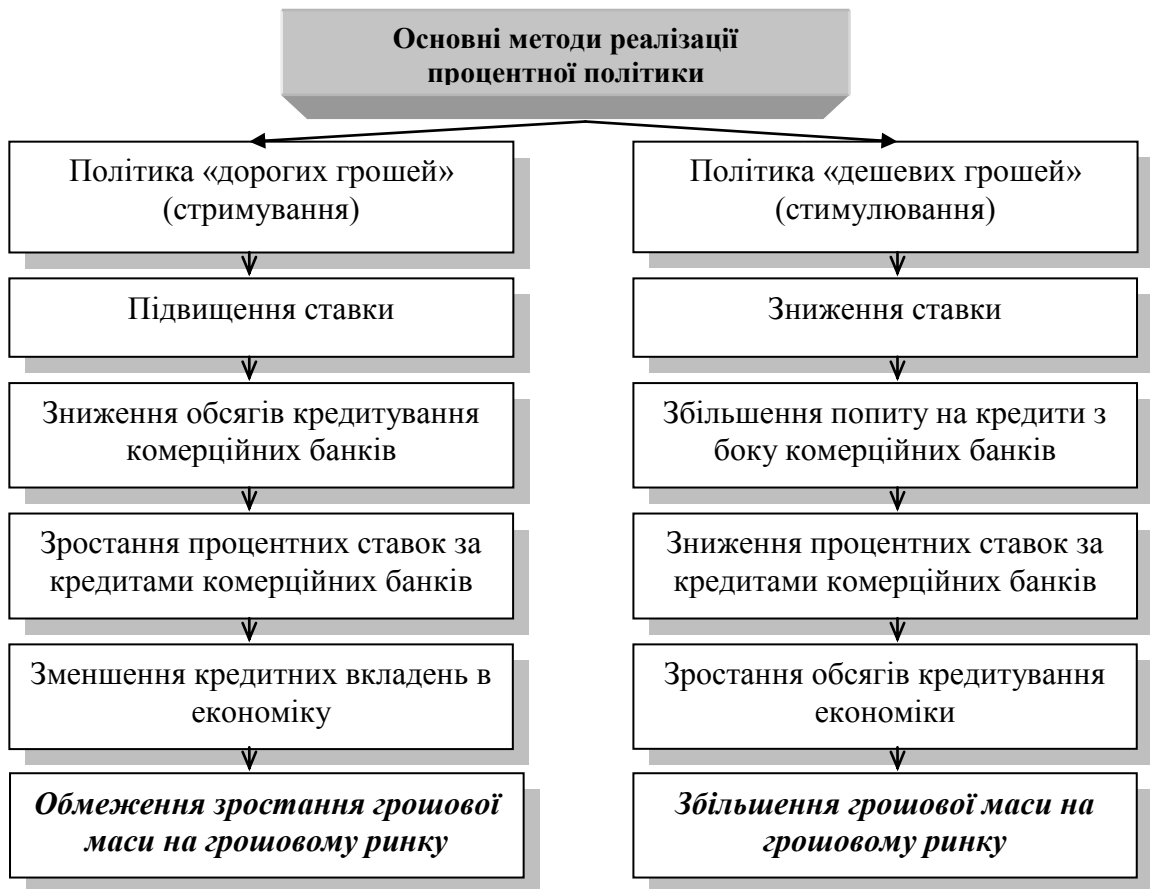 Основні методи реалізації
процентної політики
Політика «дорогих грошей»
(стримування)
Підвищення ставки
Зниження обсягів кредитування
комерційних банків
Зростання процентних ставок за
кредитами комерційних банків
Зменшення кредитних вкладень в
економіку
Обмеження зростання грошової
маси на грошовому ринку
Політика «дешевих грошей»
(стимулювання)
Зниження ставки
Збільшення попиту на кредити з
боку комерційних банків
Зниження процентних ставок за
кредитами комерційних банків
Зростання обсягів кредитування
економіки
Збільшення грошової маси на
грошовому ринку